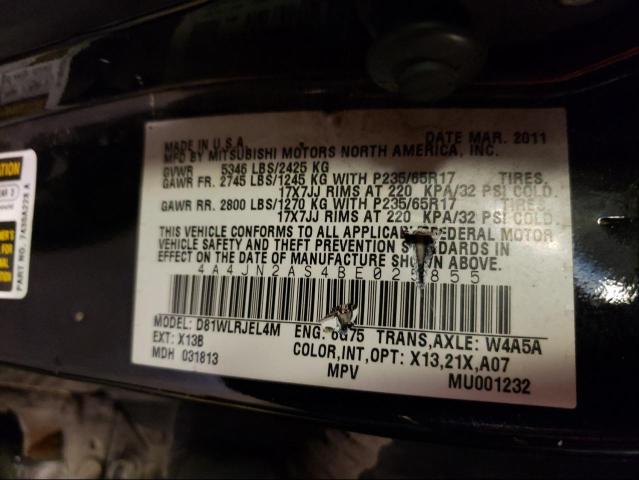 MADE IN U.S.A. DATE MAR. 2011
MFD BY MITSUBISHI MOTORS NORTH AMERICA, INC.
GVWR 5346 LBS/2425 KG
GAWR FR. 2745 LBS/1245 KG WITH P235/65R17 TIRES,
17X7JJ RIMS AT 220 KPA/32 PSI COLD.
GAWR RR. 2800 LBS/1270 KG WITH P235/65R17 TIRES,
17X7JJ RIMS AT 220 KPA/32 PSI COLD.
THIS VEHICLE CONFORMS TO ALL APPLICABLE FEDERAL MOTOR
VEHICLE SAFETY AND THEFT PREVENTION STANDARDS IN
EFFECT ON THE DATE OF MANUFACTURE SHOWN ABOVE.
MODEL: D81WLRJEL4M ENG: 6G75 TRANS,AXLE: W4A5A
EXT: X13B COLOR,INT,OPT: X13,21X,A07
MDH 031813 MPV MU001232
PART NO. 7450A228 A